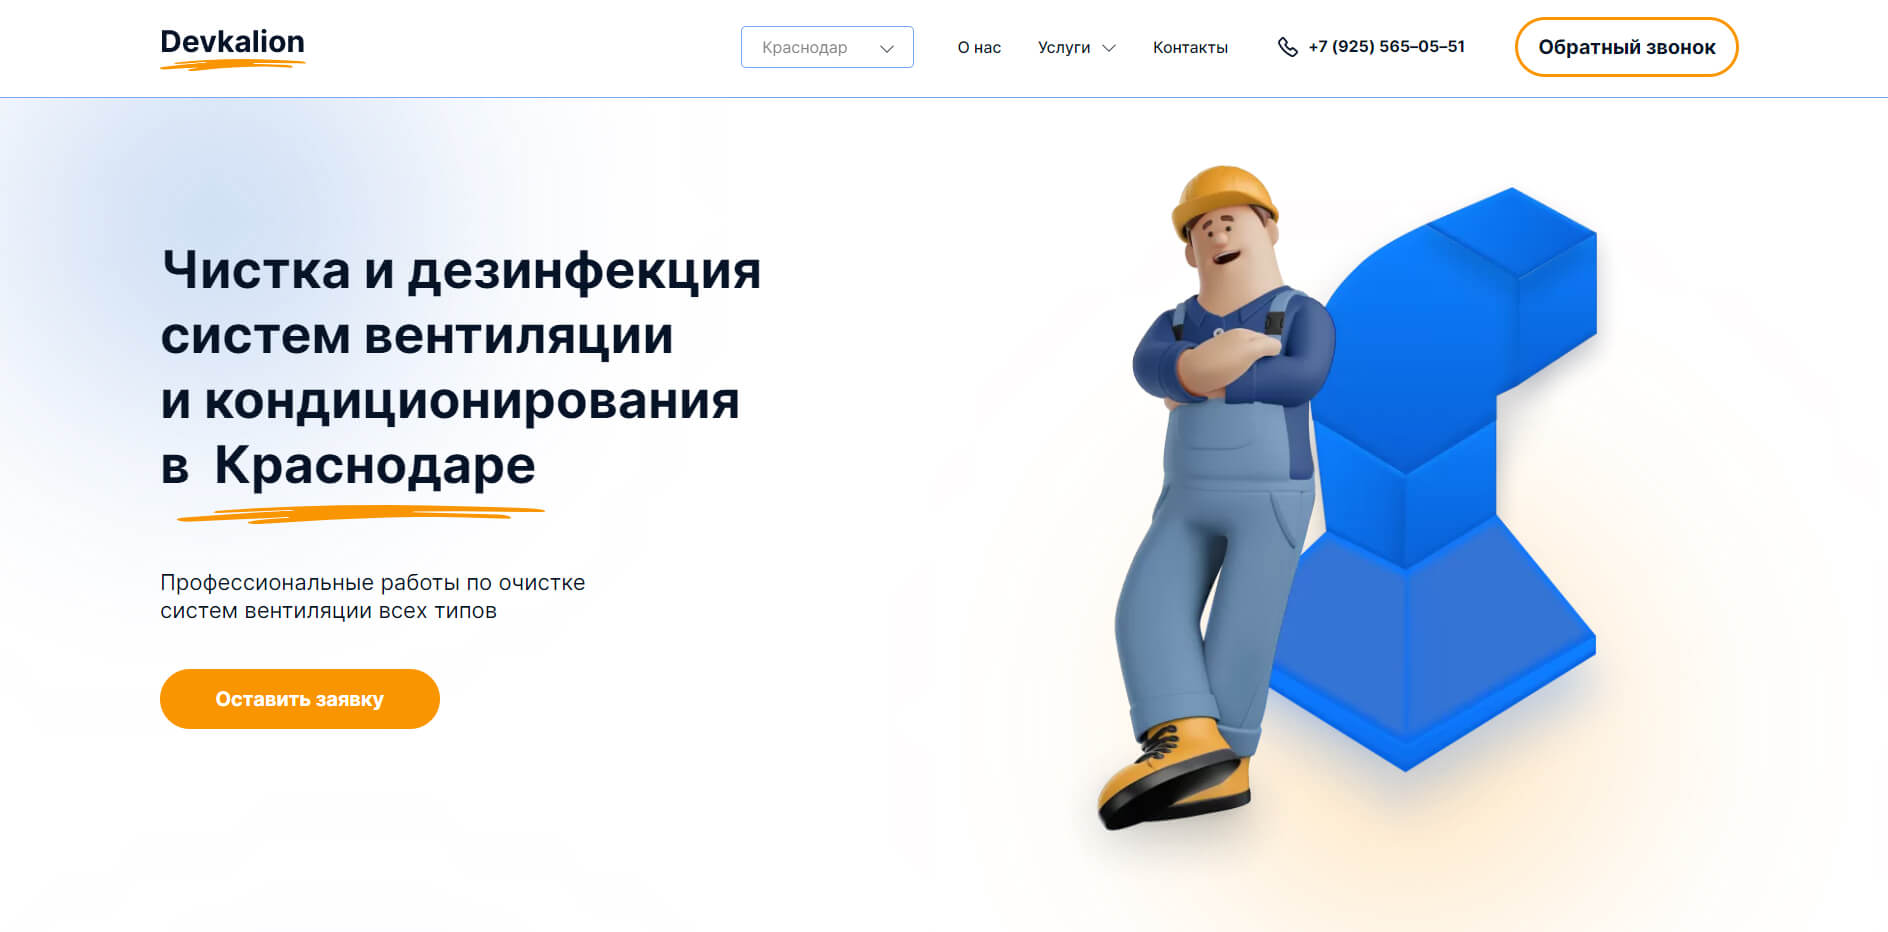 Devkalion
Краснодар
О нас
Услуги
Контакты
+7 (925) 565–05–51
Обратный звонок
Чистка и дезинфекция
систем вентиляции
и кондиционирования
в Краснодаре
Профессиональные работы по очистке
систем вентиляции всех типов
Оставить заявку